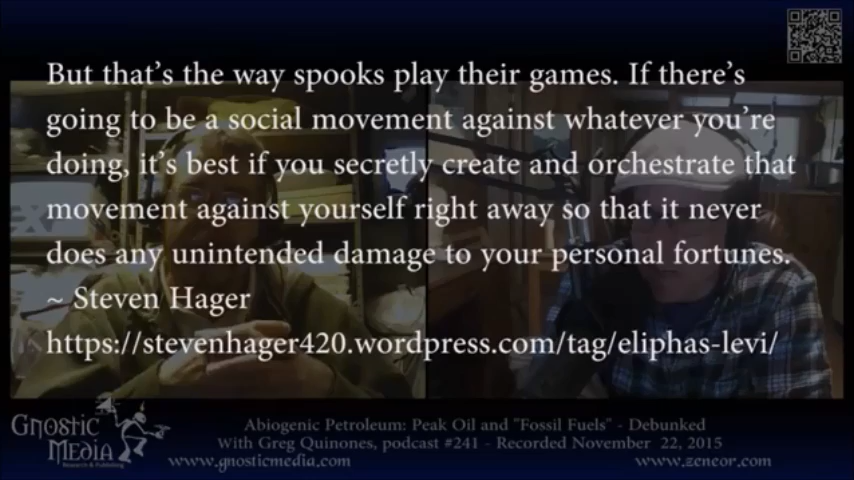 But that's the way spooks play their games. If there's
going to be a social movement against whatever you're
doing, it's best if you secretly create and orchestrate that
movement against yourself right away so that it never
does any unintended damage to your personal fortunes.
~ Steven Hager
https://stevenhager420.wordpress.com/tag/eliphas-levi/
Gnostic
Media
Research & Publishing
Abiogenic Petroleum: Peak Oil and "Fossil Fuels" - Debunked
With Greg Quinones, podcast #241 - Recorded November 22, 2015
www.gnosticmedia.com
www.zeneor.com